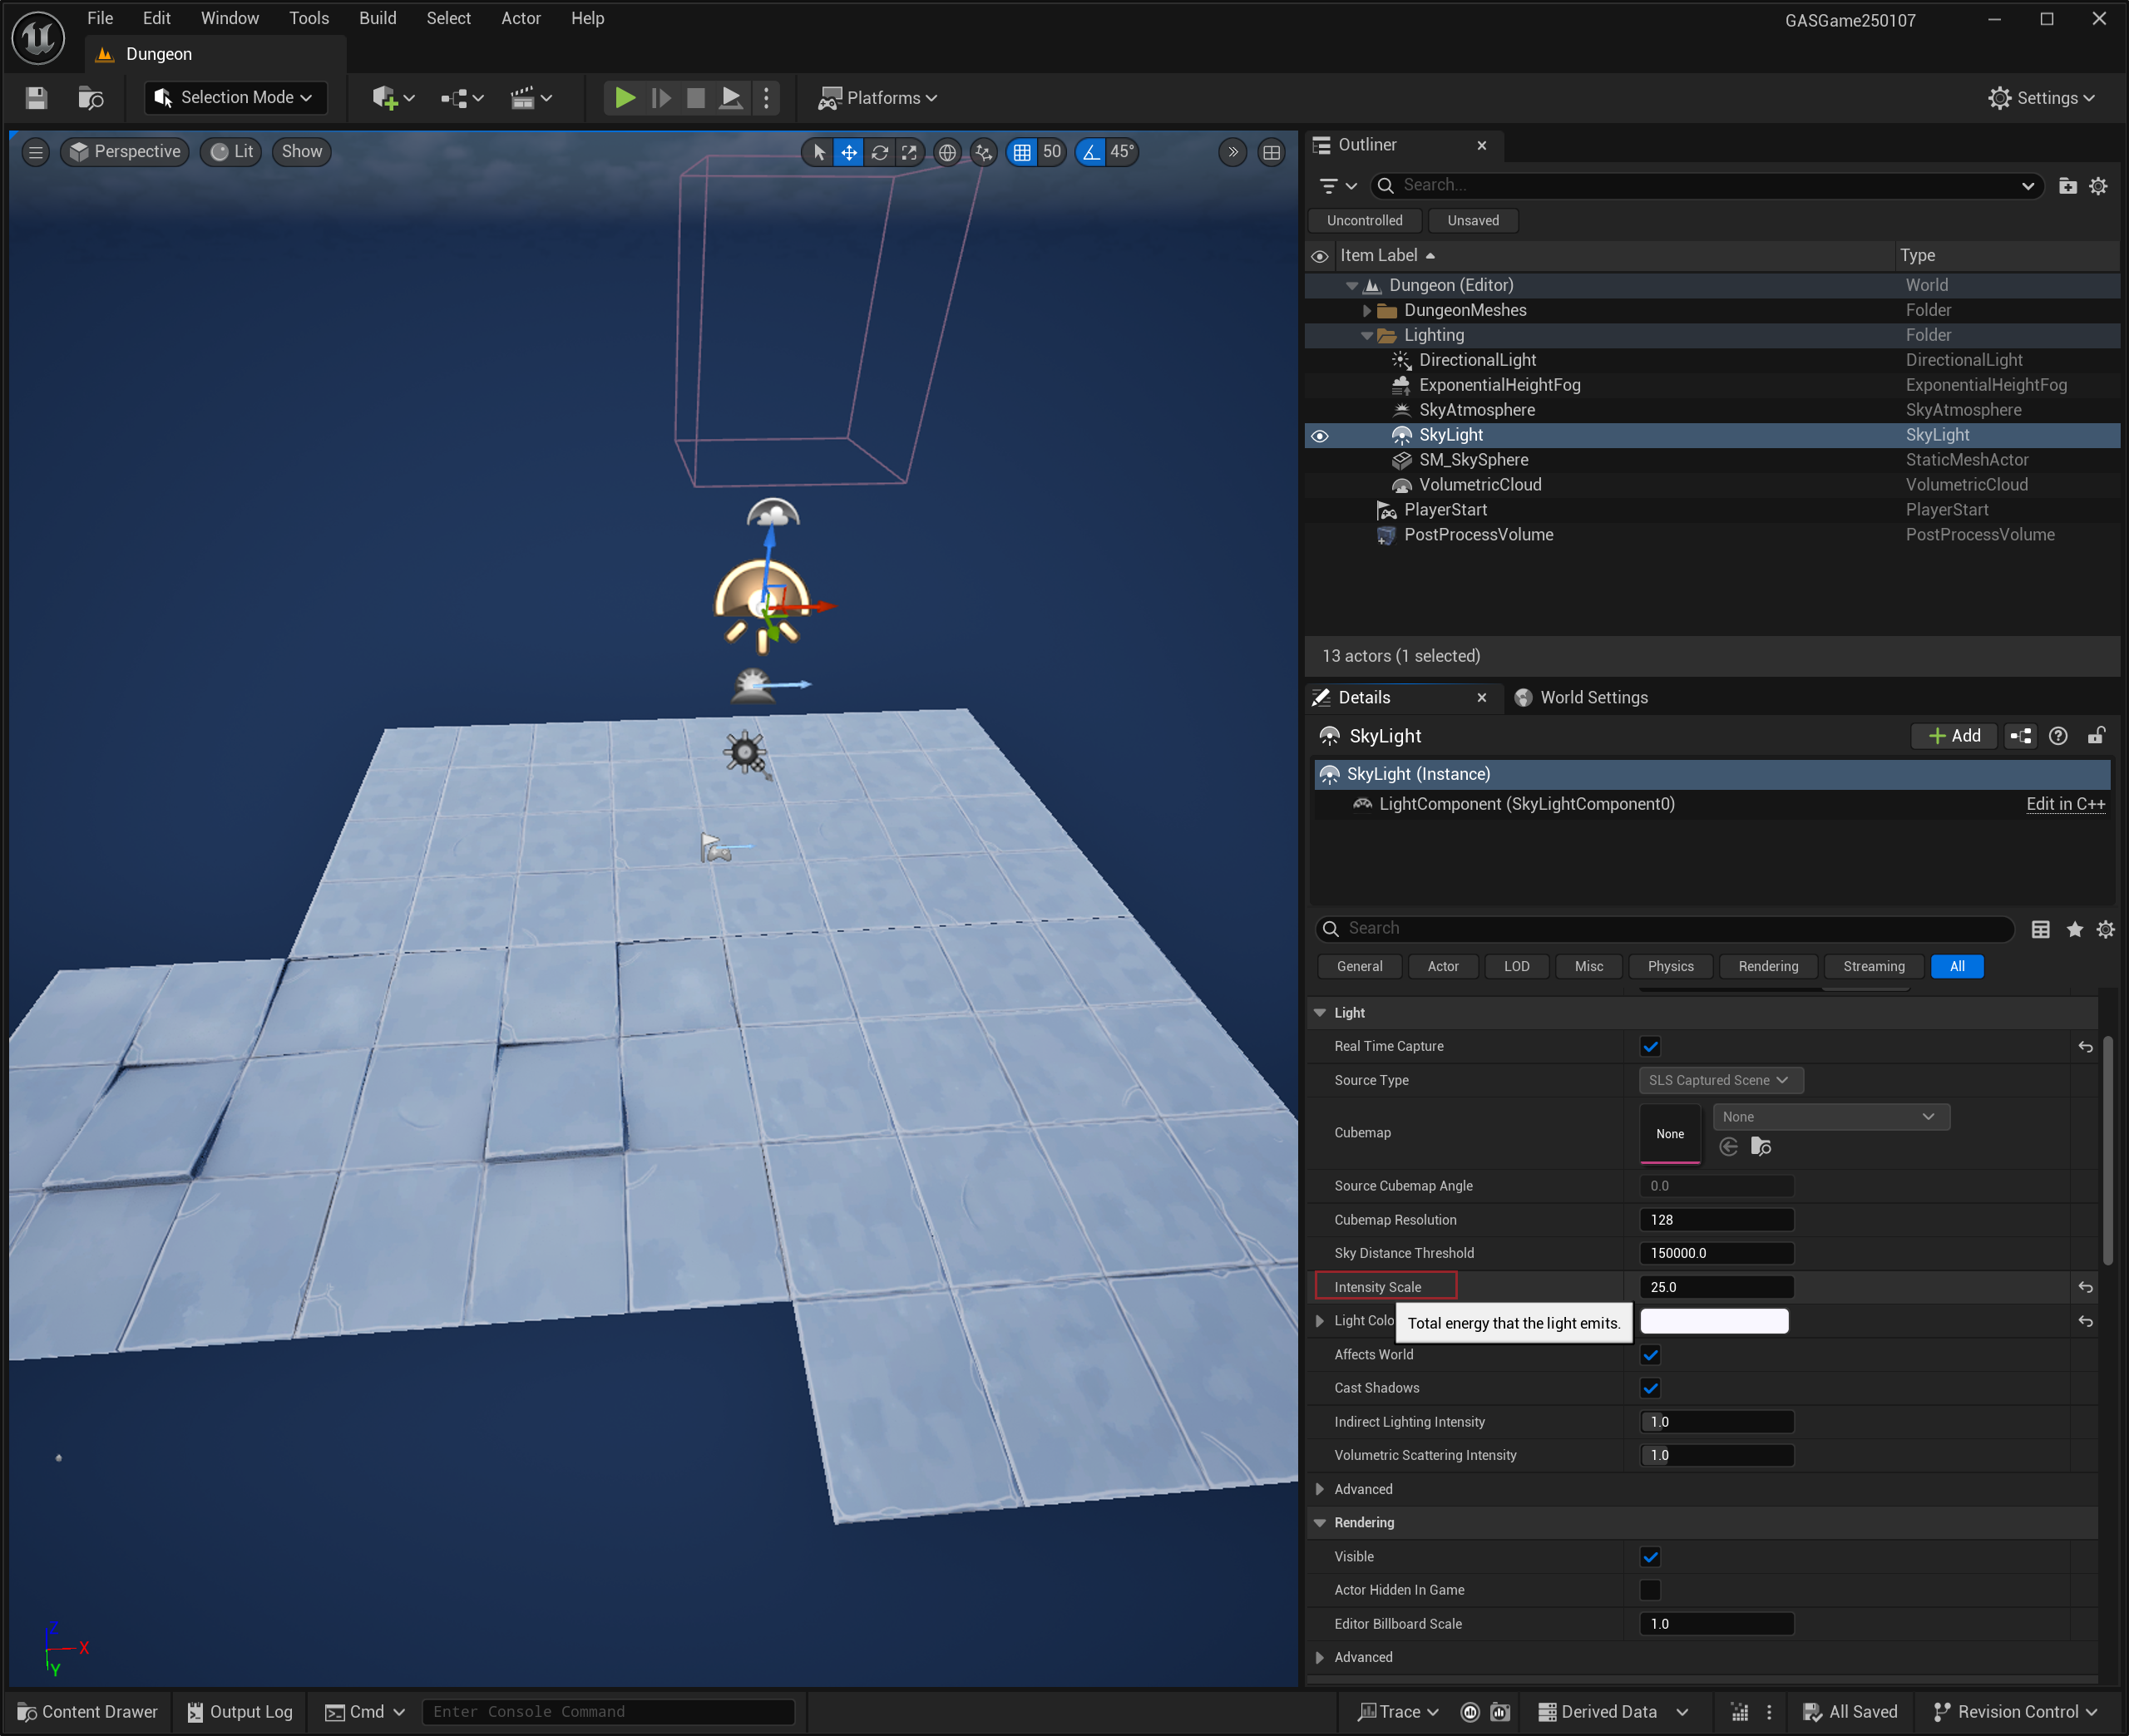 File Edit Window Tools Build Select Actor Help
GASGame250107
Dungeon
Selection Mode
Platforms
Settings
Perspective Lit Show
50 45°
Outliner
Search...
Uncontrolled Unsaved
Item Label Type
Dungeon (Editor) World
DungeonMeshes Folder
Lighting Folder
DirectionalLight DirectionalLight
ExponentialHeightFog ExponentialHeightFog
SkyAtmosphere SkyAtmosphere
SkyLight SkyLight
SM_SkySphere StaticMeshActor
VolumetricCloud VolumetricCloud
PlayerStart PlayerStart
PostProcessVolume PostProcessVolume
13 actors (1 selected)
Details World Settings
SkyLight Add
SkyLight (Instance)
LightComponent (SkyLightComponent0) Edit in C++
Search
General Actor LOD Misc Physics Rendering Streaming All
Light
Real Time Capture
Source Type SLS Captured Scene
Cubemap None None
Source Cubemap Angle 0.0
Cubemap Resolution 128
Sky Distance Threshold 150000.0
Intensity Scale 25.0
Light Colo
Total energy that the light emits.
Affects World
Cast Shadows
Indirect Lighting Intensity 1.0
Volumetric Scattering Intensity 1.0
Advanced
Rendering
Visible
Actor Hidden In Game
Editor Billboard Scale 1.0
Advanced
Z
X
Y
Content Drawer Output Log Cmd Enter Console Command Trace Derived Data All Saved Revision Control